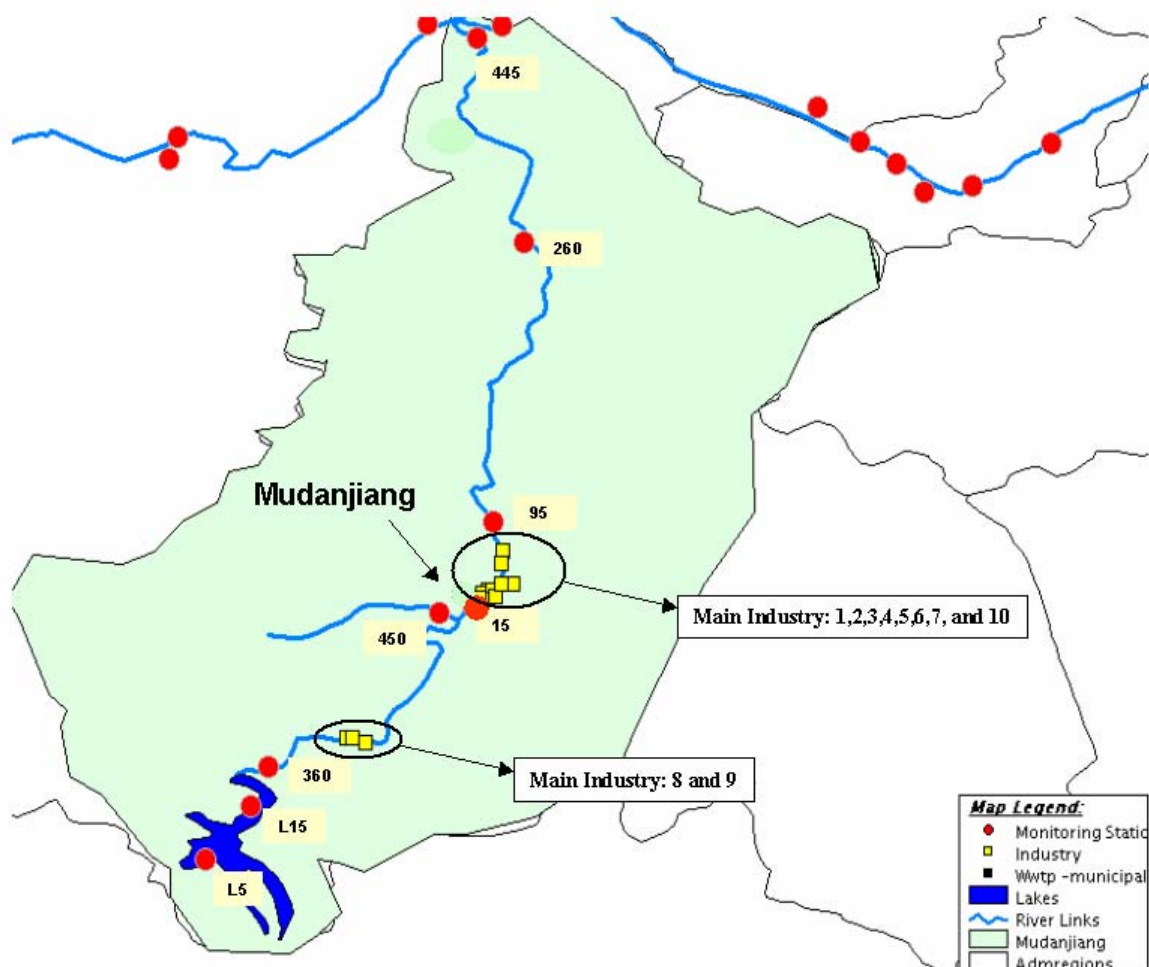 445
260
Mudanjiang
95
Main Industry: 1,2,3,4,5,6,7, and 10
15
450
360
Main Industry: 8 and 9
L15
L5
Map Legend:
Monitoring Static
Industry
Wwtp -municipal
Lakes
River Links
Mudanjiang
Admregions